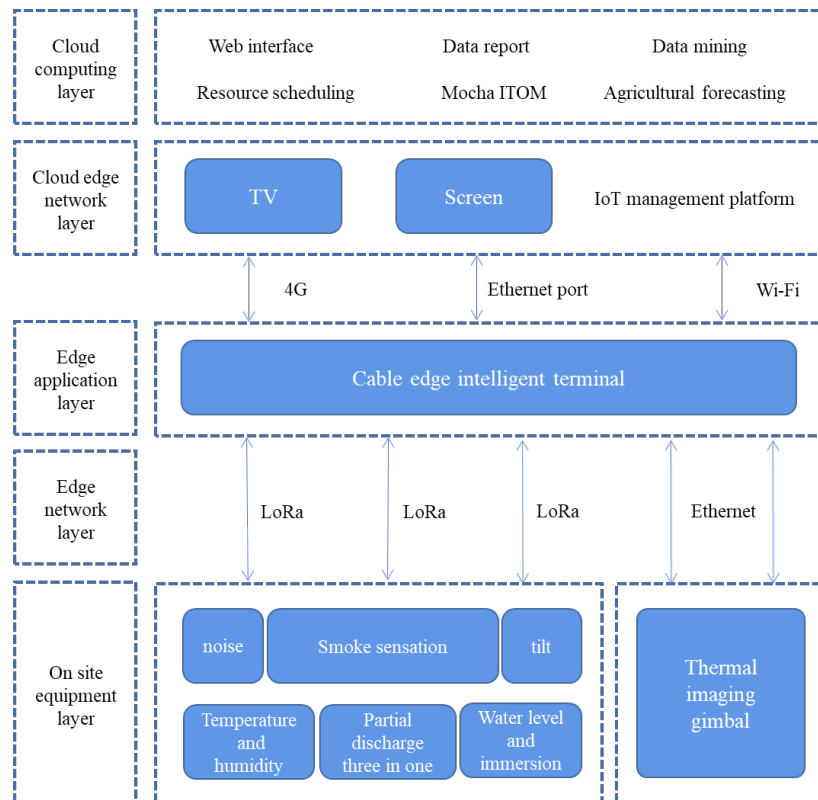 Cloud
computing
layer
Web interface
Data report
Data mining
Resource scheduling
Mocha ITOM
Agricultural forecasting
Cloud edge
network
layer
TV
Screen
IoT management platform
4G
Ethernet port
Wi-Fi
Edge
application
layer
Cable edge intelligent terminal
Edge
network
layer
LoRa
LoRa
LoRa
Ethernet
On site
equipment
layer
noise
Smoke sensation
tilt
Temperature
and
humidity
Partial
discharge
three in one
Water level
and
immersion
Thermal
imaging
gimbal